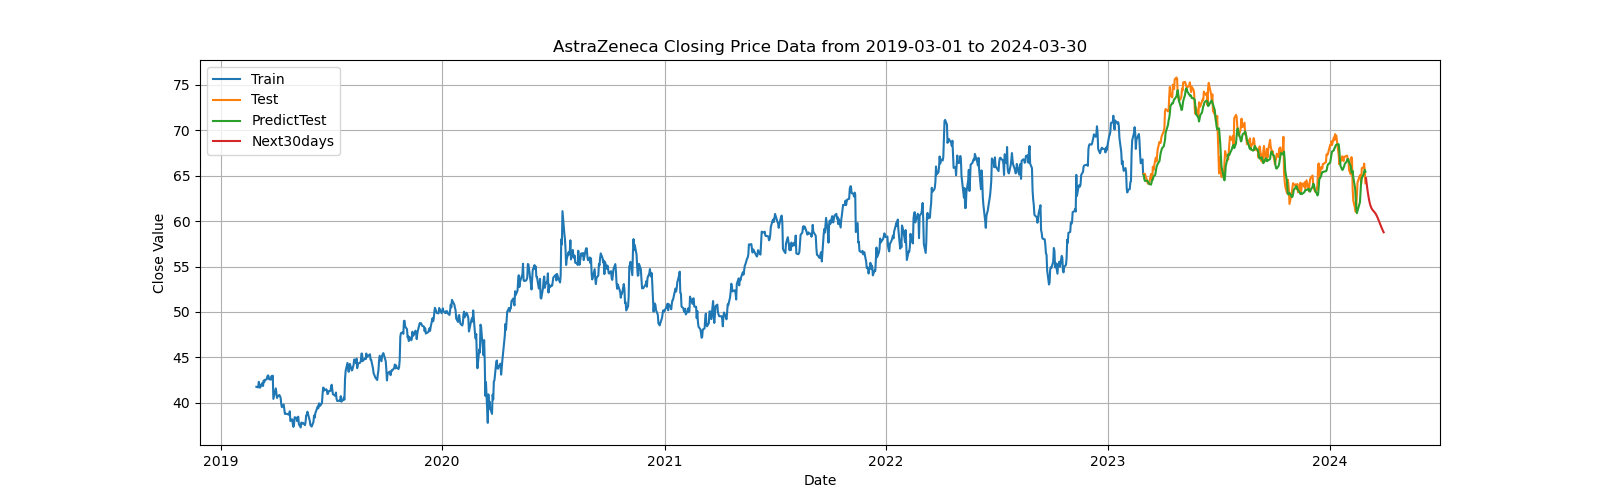 AstraZeneca Closing Price Data from 2019-03-01 to 2024-03-30
Train
Test
PredictTest
Next30days
Close Value
75
70
65
60
55
50
45
40
2019
2020
2021
2022
2023
2024
Date